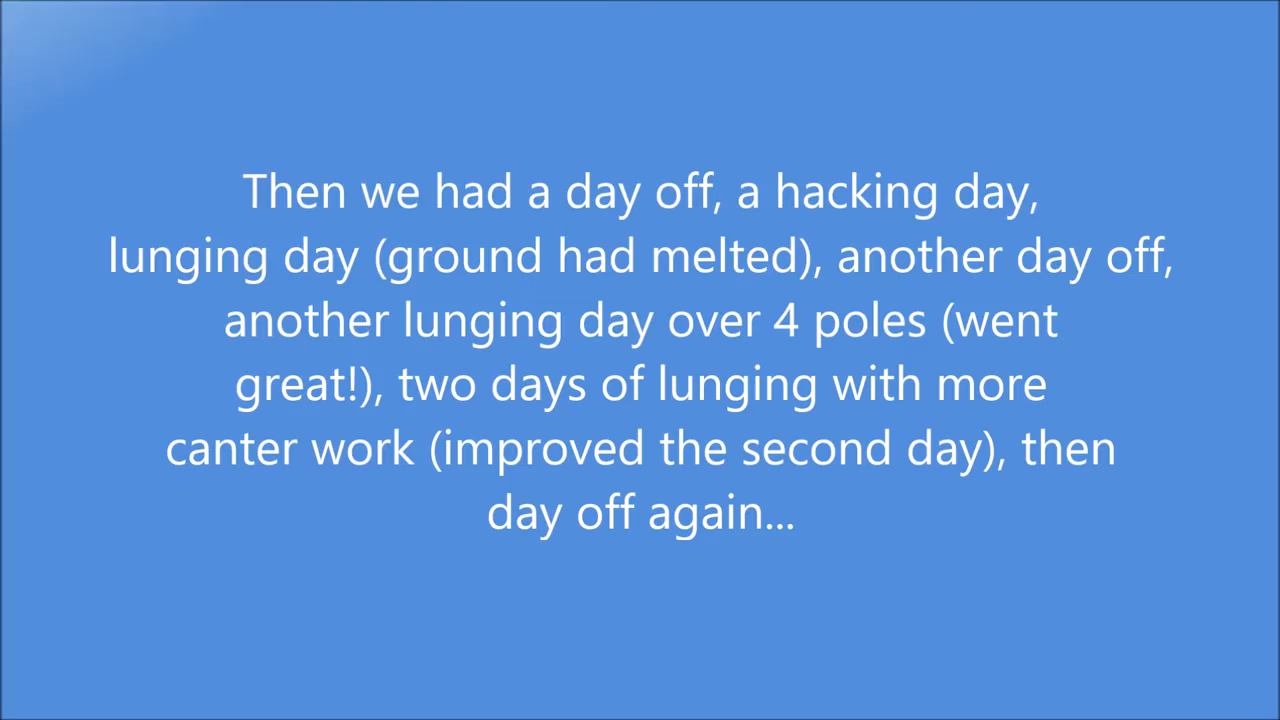 Then we had a day off, a hacking day,
lunging day (ground had melted), another day off,
another lunging day over 4 poles (went
great!), two days of lunging with more
canter work (improved the second day), then
day off again...